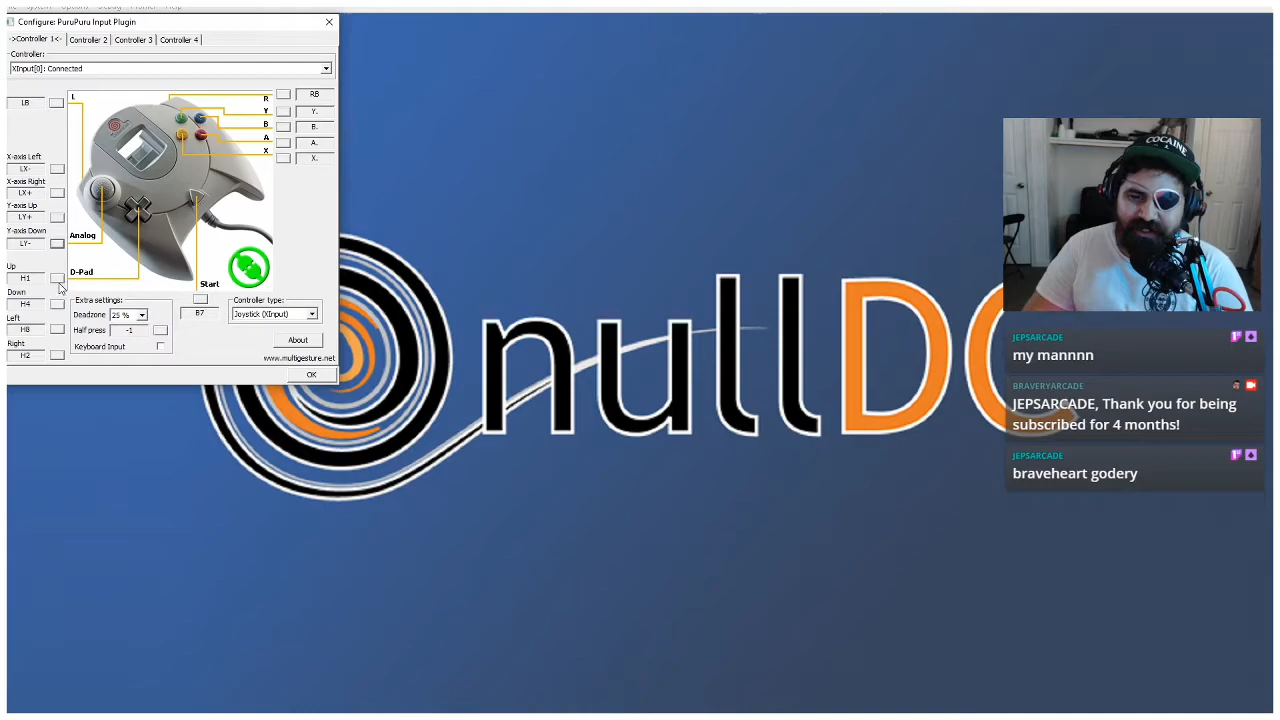 Configure: PuruPuru Input Plugin
->Controller 1<-
Controller 2
Controller 3
Controller 4
Controller:
XInput[0]: Connected
LB
L
R
RB
Y
Y.
B
B.
A
A.
X
X.
X-axis Left
LX-
X-axis Right
LX+
Y-axis Up
LY+
Y-axis Down
LY-
Analog
Up
H1
D-Pad
Down
H4
Left
H8
Right
H2
Start
B7
Extra settings:
Deadzone 25 %
Half press -1
Keyboard Input
Controller type:
Joystick (XInput)
About
www.multigesture.net
OK
nullDC
COCAINE
JEPSARCADE
my mannnn
BRAVERYARCADE
JEPSARCADE, Thank you for being
subscribed for 4 months!
JEPSARCADE
braveheart godery